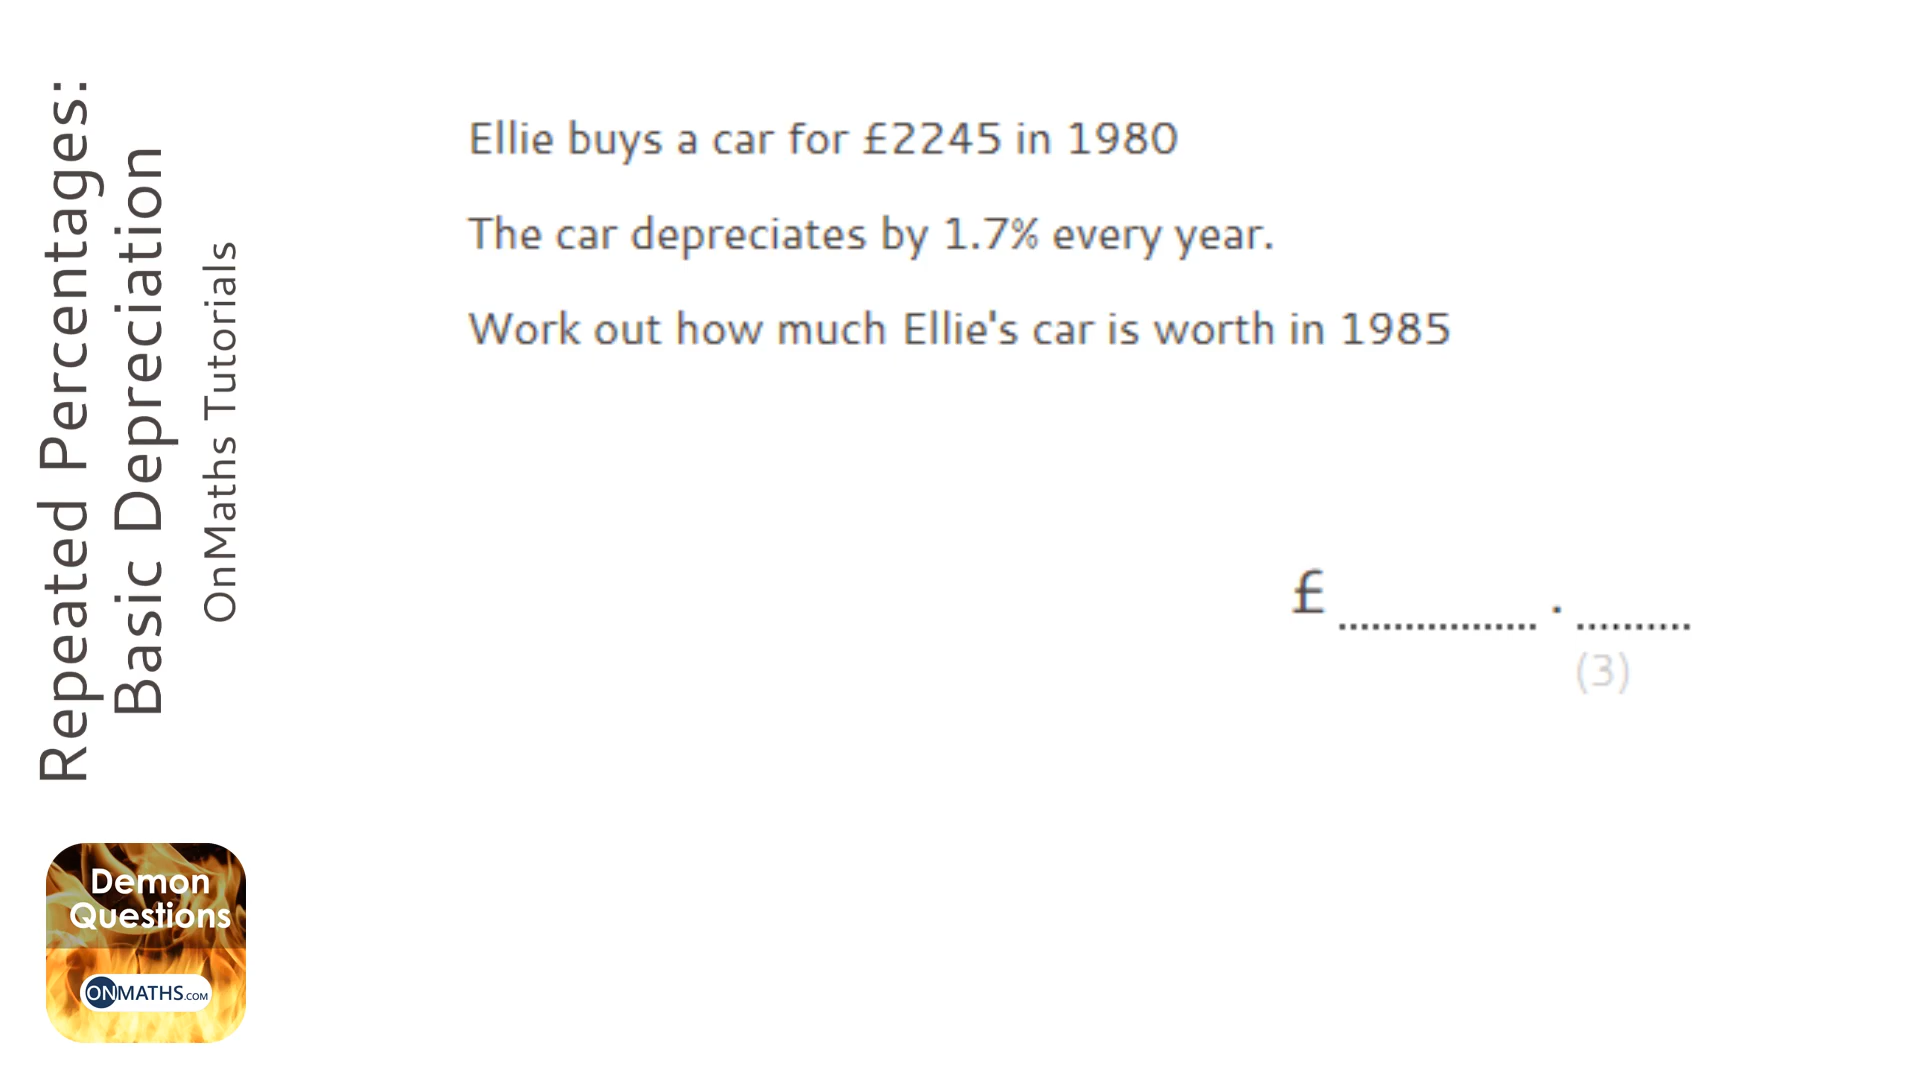 Repeated Percentages:
Basic Depreciation
OnMaths Tutorials
Ellie buys a car for £2245 in 1980
The car depreciates by 1.7% every year.
Work out how much Ellie's car is worth in 1985
£ .................. . ...........
(3)
Demon
Questions
ONMATHS.COM